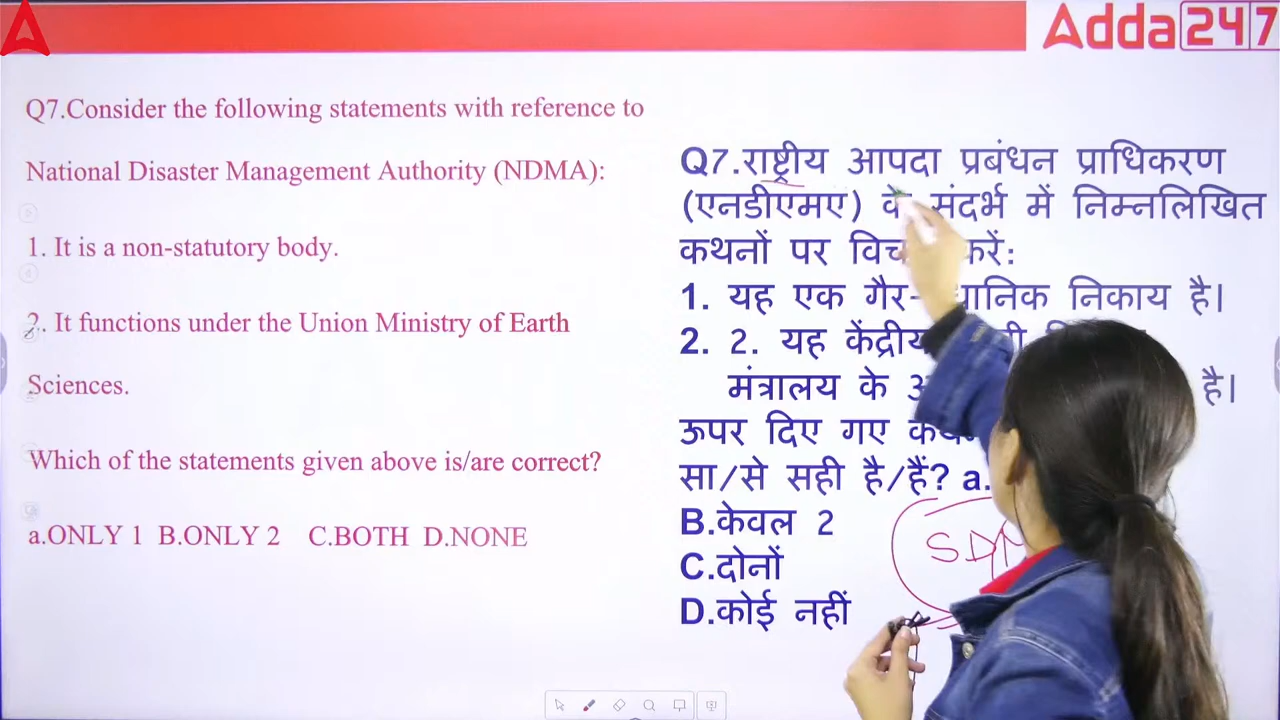 Adda247
Q7.Consider the following statements with reference to
National Disaster Management Authority (NDMA):
1. It is a non-statutory body.
2. It functions under the Union Ministry of Earth
Sciences.
Which of the statements given above is/are correct?
a.ONLY 1 B.ONLY 2 C.BOTH D.NONE
Q7.राष्ट्रीय आपदा प्रबंधन प्राधिकरण
(एनडीएमए) के संदर्भ में निम्नलिखित
कथनों पर करें:
1. यह एक निकाय है।
2. 2. यह
मंत्रालय के है।
ऊपर दिए गए
सा/से सही है/हैं? a.
B.केवल 2
C.दोनों
D.कोई नहीं